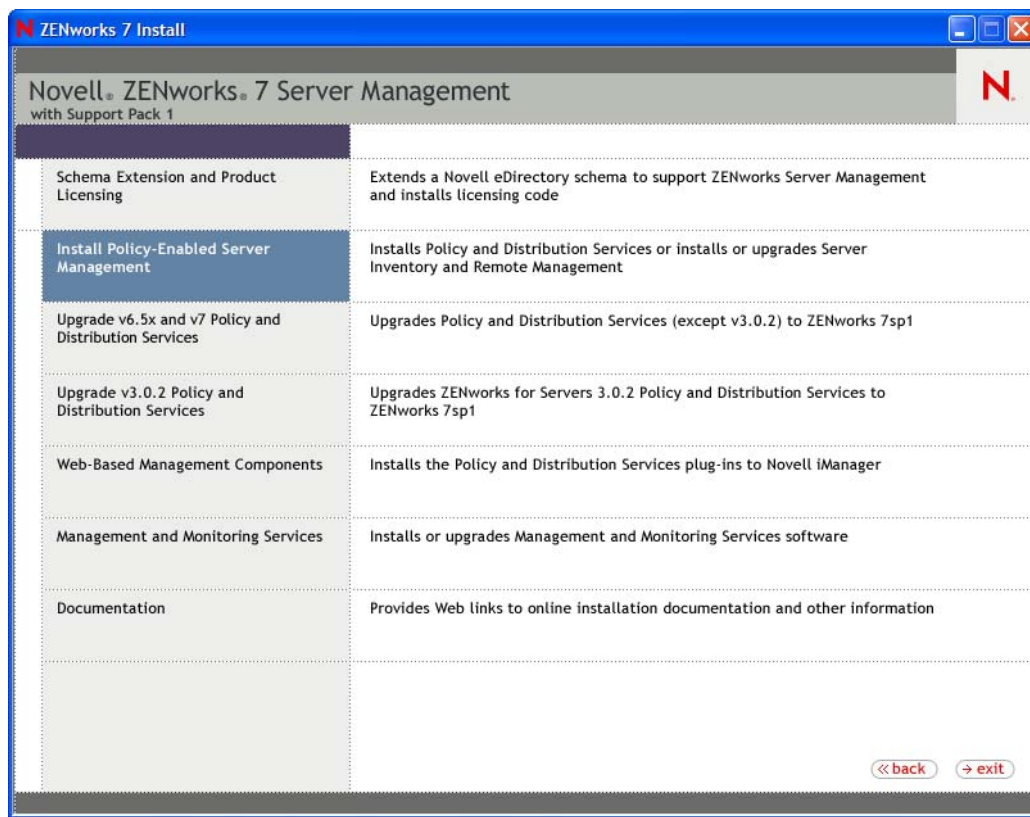 N ZENworks 7 Install
Novell® ZENworks® 7 Server Management
with Support Pack 1
N®
Schema Extension and Product
Licensing
Extends a Novell eDirectory schema to support ZENworks Server Management
and installs licensing code
Install Policy-Enabled Server
Management
Installs Policy and Distribution Services or installs or upgrades Server
Inventory and Remote Management
Upgrade v6.5x and v7 Policy and
Distribution Services
Upgrades Policy and Distribution Services (except v3.0.2) to ZENworks 7sp1
Upgrade v3.0.2 Policy and
Distribution Services
Upgrades ZENworks for Servers 3.0.2 Policy and Distribution Services to
ZENworks 7sp1
Web-Based Management Components
Installs the Policy and Distribution Services plug-ins to Novell iManager
Management and Monitoring Services
Installs or upgrades Management and Monitoring Services software
Documentation
Provides Web links to online installation documentation and other information
« back
→ exit